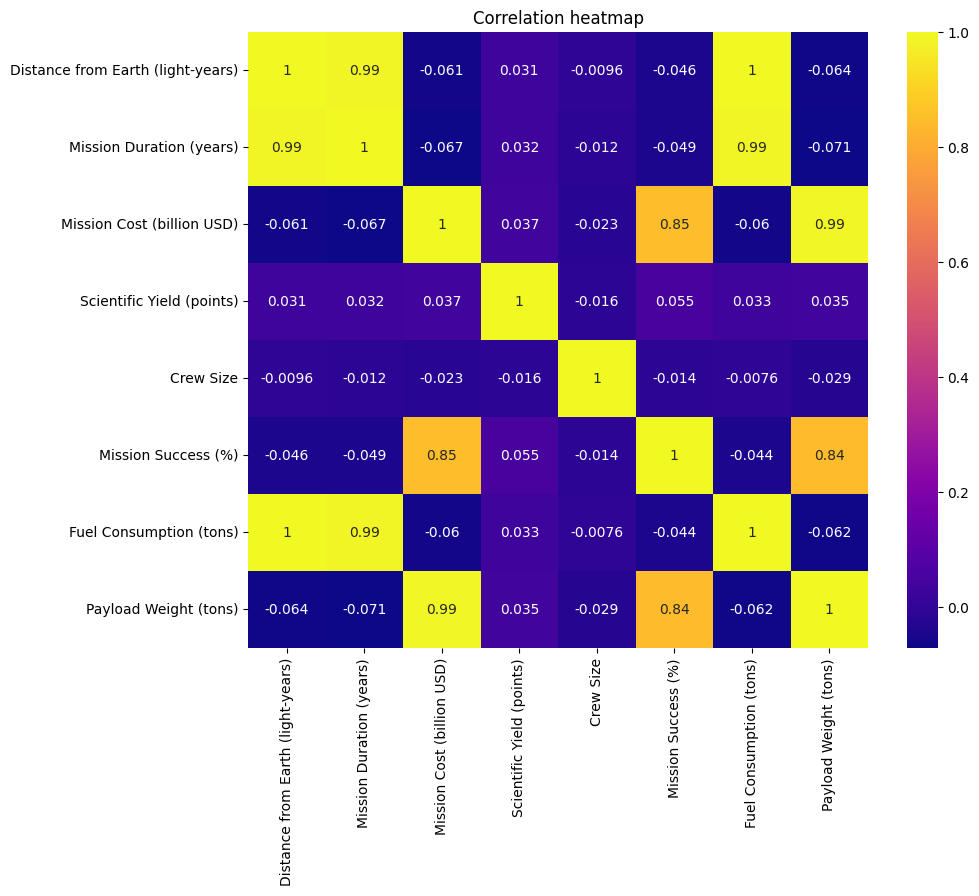 Correlation heatmap
Distance from Earth (light-years) 1 0.99 -0.061 0.031 -0.0096 -0.046 1 -0.064
Mission Duration (years) 0.99 1 -0.067 0.032 -0.012 -0.049 0.99 -0.071
Mission Cost (billion USD) -0.061 -0.067 1 0.037 -0.023 0.85 -0.06 0.99
Scientific Yield (points) 0.031 0.032 0.037 1 -0.016 0.055 0.033 0.035
Crew Size -0.0096 -0.012 -0.023 -0.016 1 -0.014 -0.0076 -0.029
Mission Success (%) -0.046 -0.049 0.85 0.055 -0.014 1 -0.044 0.84
Fuel Consumption (tons) 1 0.99 -0.06 0.033 -0.0076 -0.044 1 -0.062
Payload Weight (tons) -0.064 -0.071 0.99 0.035 -0.029 0.84 -0.062 1
Distance from Earth (light-years)
Mission Duration (years)
Mission Cost (billion USD)
Scientific Yield (points)
Crew Size
Mission Success (%)
Fuel Consumption (tons)
Payload Weight (tons)
1.0
0.8
0.6
0.4
0.2
0.0